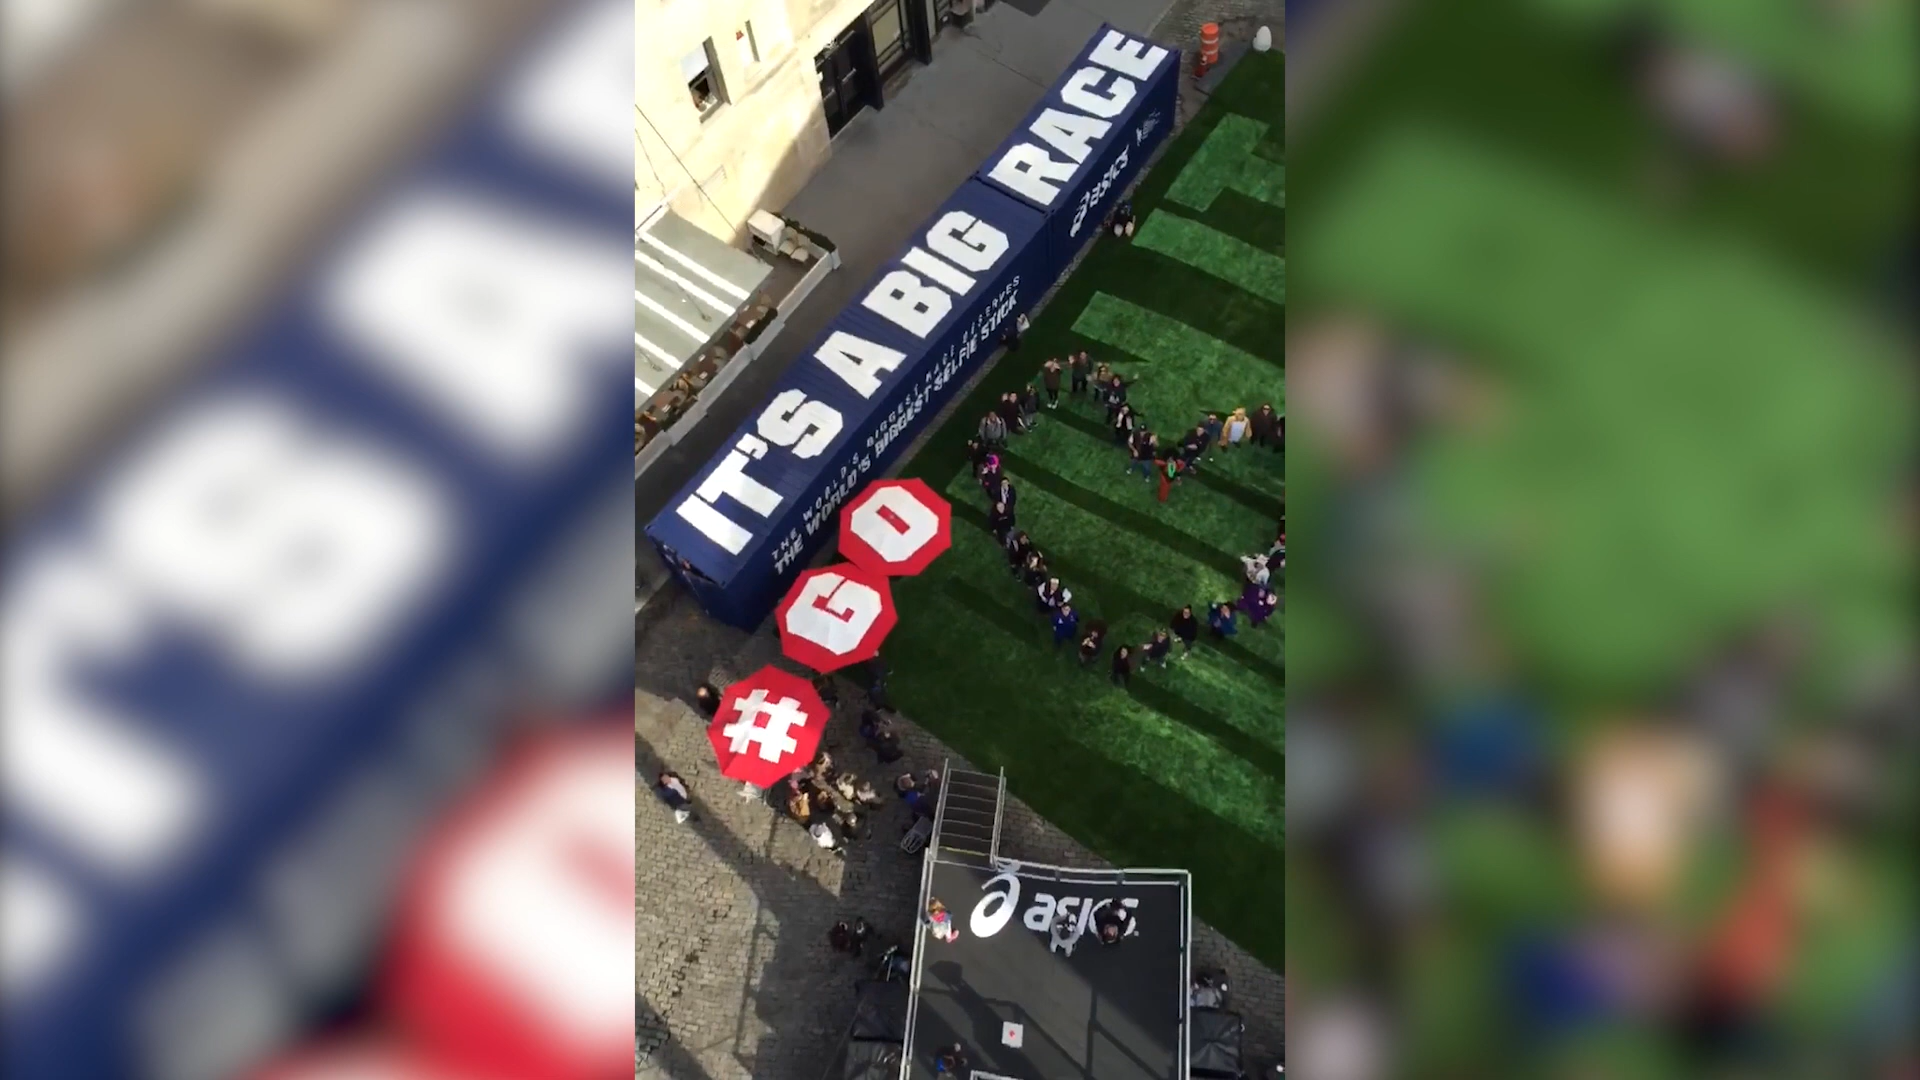 IT'S A BIG RACE
asics
THE WORLD'S BIGGEST RACE DESERVES
THE WORLD'S BIGGEST SELFIE STICK
#GO
asics